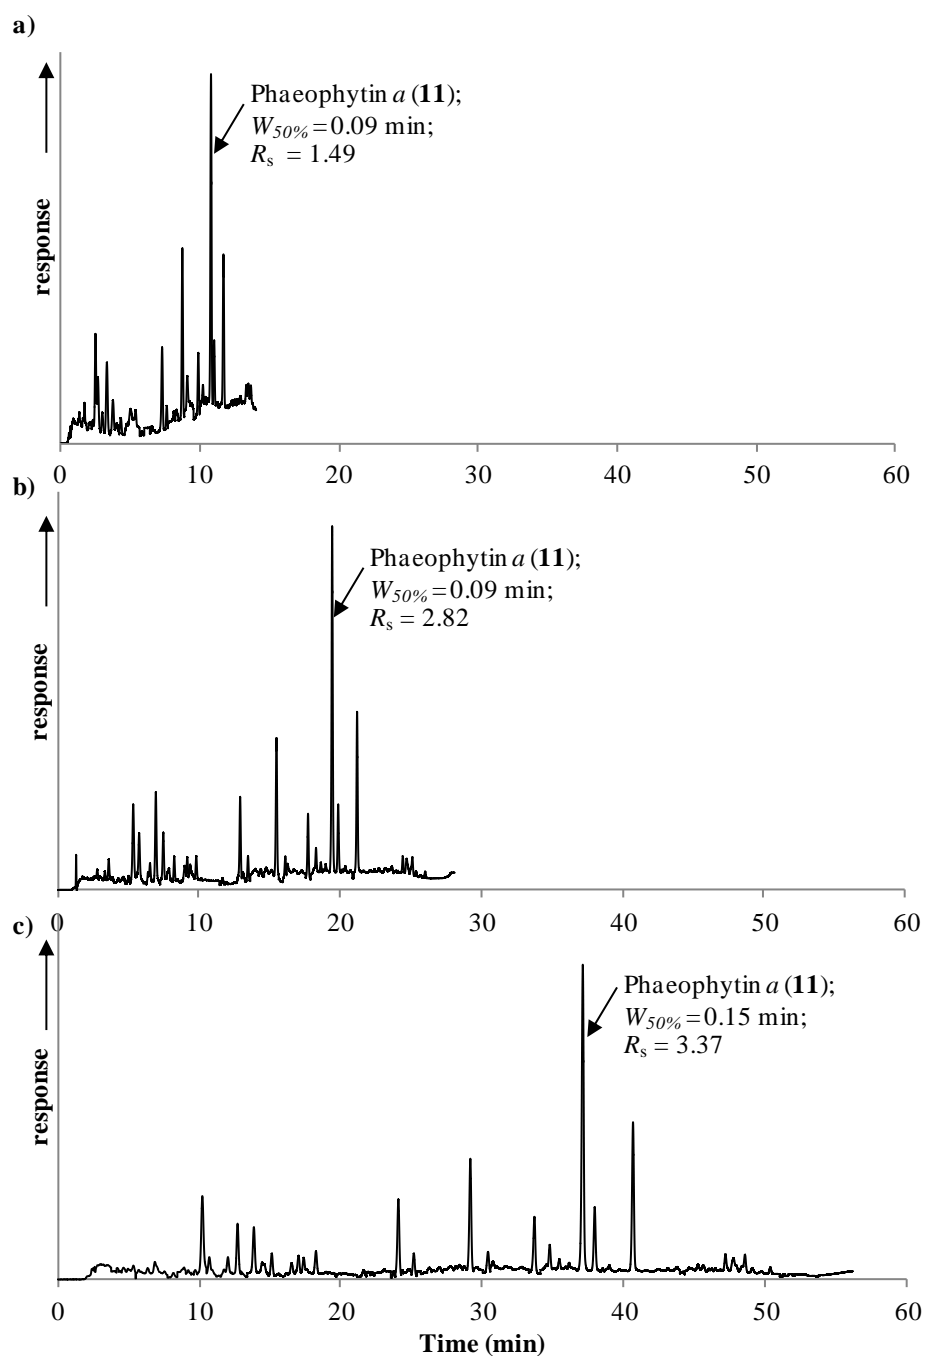 a)
Phaeophytin a (11);
W50% = 0.09 min;
Rs = 1.49
response
0 10 20 30 40 50 60
b)
Phaeophytin a (11);
W50% = 0.09 min;
Rs = 2.82
response
0 10 20 30 40 50 60
c)
Phaeophytin a (11);
W50% = 0.15 min;
Rs = 3.37
response
0 10 20 30 40 50 60
Time (min)